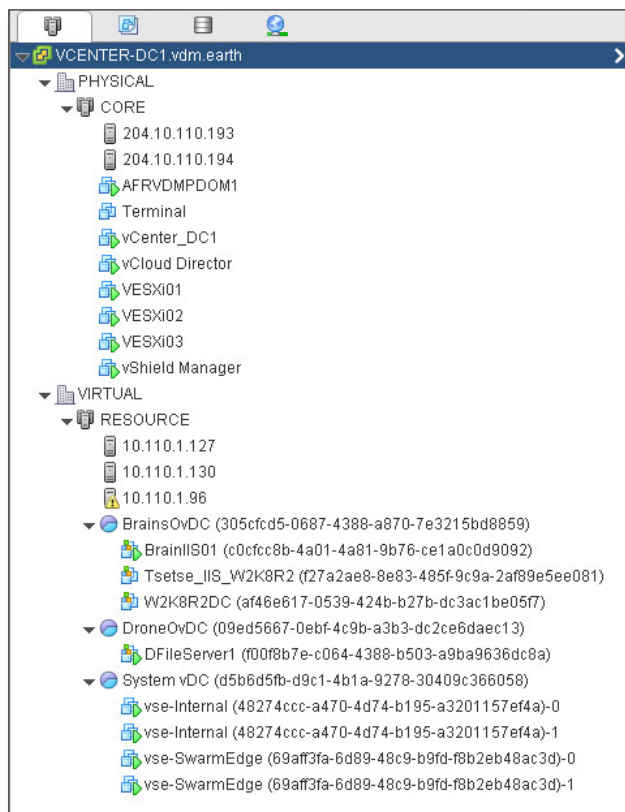 VCENTER-DC1.vdm.earth
PHYSICAL
CORE
204.10.110.193
204.10.110.194
AFRVDMPDOM1
Terminal
vCenter_DC1
vCloud Director
VESXi01
VESXi02
VESXi03
vShield Manager
VIRTUAL
RESOURCE
10.110.1.127
10.110.1.130
10.110.1.96
BrainsOvDC (305cfcd5-0687-4388-a870-7e3215bd8859)
BrainIIS01 (c0cfcc8b-4a01-4a81-9b76-ce1a0c0d9092)
Tsetse_IIS_W2K8R2 (f27a2ae8-8e83-485f-9c9a-2af89e5ee081)
W2K8R2DC (af46e617-0539-424b-b27b-dc3ac1be05f7)
DroneOvDC (09ed5667-0ebf-4c9b-a3b3-dc2ce6daec13)
DFileServer1 (f00f8b7e-c064-4388-b503-a9ba9636dc8a)
System vDC (d5b6d5fb-d9c1-4b1a-9278-30409c366058)
vse-Internal (48274ccc-a470-4d74-b195-a3201157ef4a)-0
vse-Internal (48274ccc-a470-4d74-b195-a3201157ef4a)-1
vse-SwarmEdge (69aff3fa-6d89-48c9-b9fd-f8b2eb48ac3d)-0
vse-SwarmEdge (69aff3fa-6d89-48c9-b9fd-f8b2eb48ac3d)-1